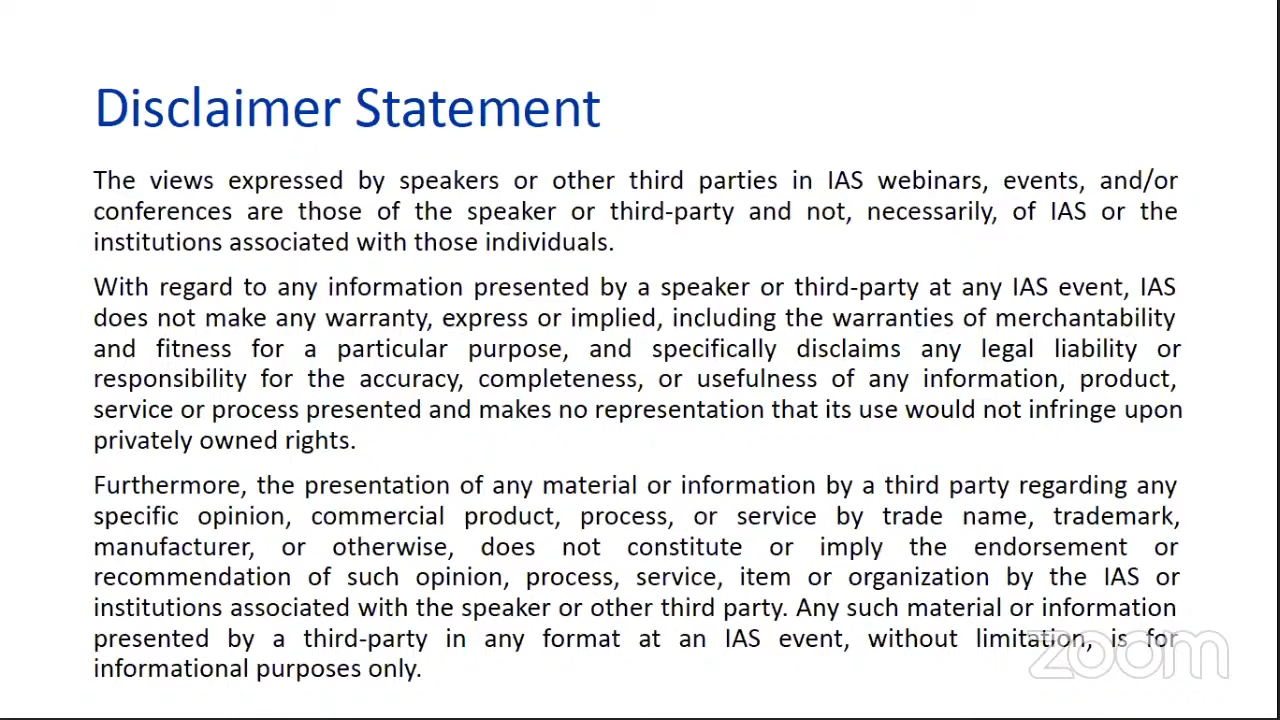 Disclaimer Statement
The views expressed by speakers or other third parties in IAS webinars, events, and/or
conferences are those of the speaker or third-party and not, necessarily, of IAS or the
institutions associated with those individuals.
With regard to any information presented by a speaker or third-party at any IAS event, IAS
does not make any warranty, express or implied, including the warranties of merchantability
and fitness for a particular purpose, and specifically disclaims any legal liability or
responsibility for the accuracy, completeness, or usefulness of any information, product,
service or process presented and makes no representation that its use would not infringe upon
privately owned rights.
Furthermore, the presentation of any material or information by a third party regarding any
specific opinion, commercial product, process, or service by trade name, trademark,
manufacturer, or otherwise, does not constitute or imply the endorsement or
recommendation of such opinion, process, service, item or organization by the IAS or
institutions associated with the speaker or other third party. Any such material or information
presented by a third-party in any format at an IAS event, without limitation, is for
informational purposes only.
zoom